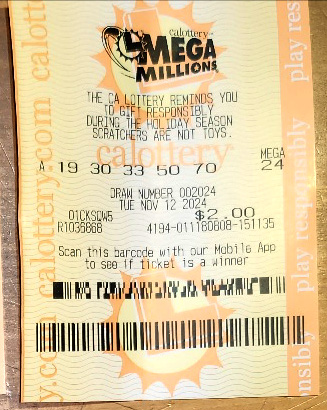 calottery
MEGA
MILLIONS
THE CA LOTTERY REMINDS YOU
TO GIFT RESPONSIBLY
DURING THE HOLIDAY SEASON
SCRATCHERS ARE NOT TOYS.
calottery
MEGA
A 19 30 33 50 70 24
DRAW NUMBER 002024
TUE NOV 12 2024
01CKSQW5 $2.00
R1036868 4194-011180808-151135
Scan this barcode with our Mobile App
to see if ticket is a winner
calottery.com
play responsibly